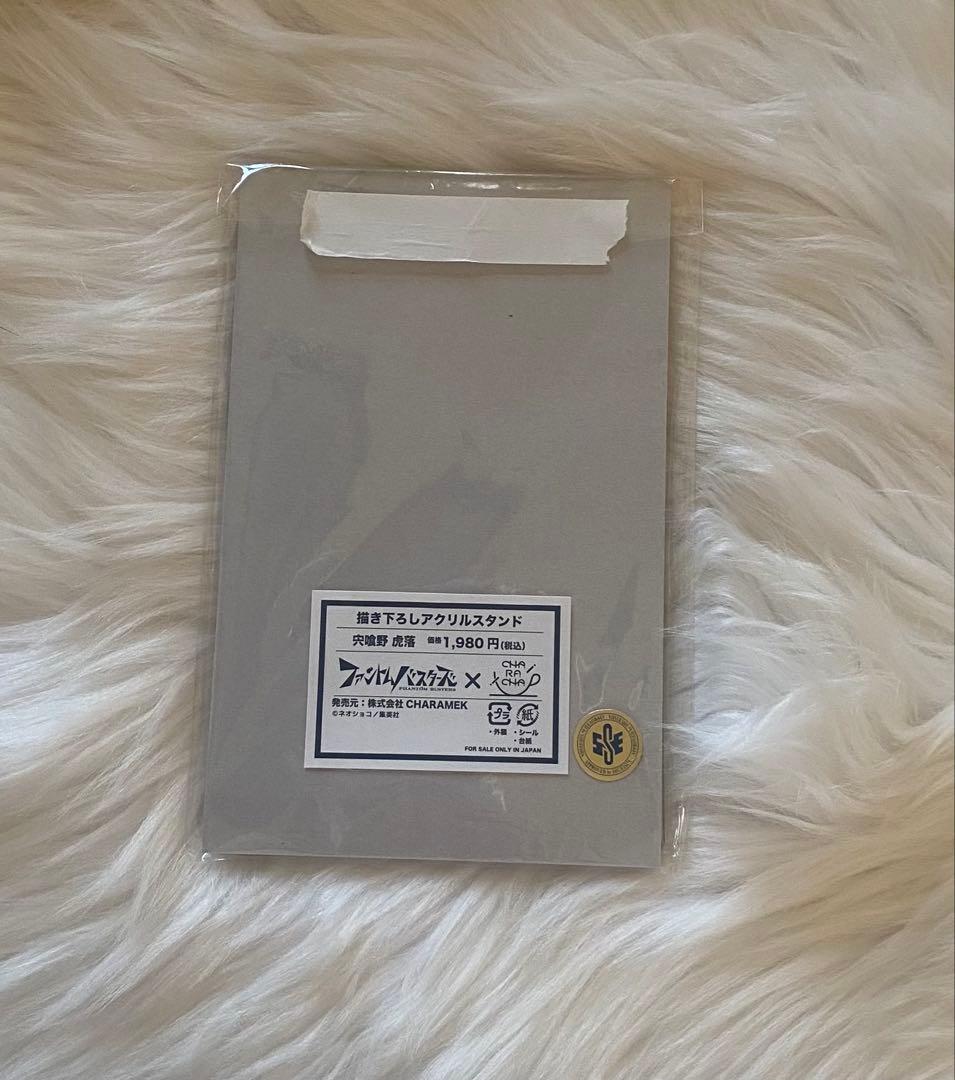 描き下ろしアクリルスタンド
宍喰野 虎落 価格 1,980円(税込)
ファントムバスターズ × CHA RA CHA
PHANTOM BUSTERS
発売元:株式会社 CHARAMEK
©ネオショコ/集英社
プラ 紙
・外装 ・シール
・台紙
FOR SALE ONLY IN JAPAN
SSE